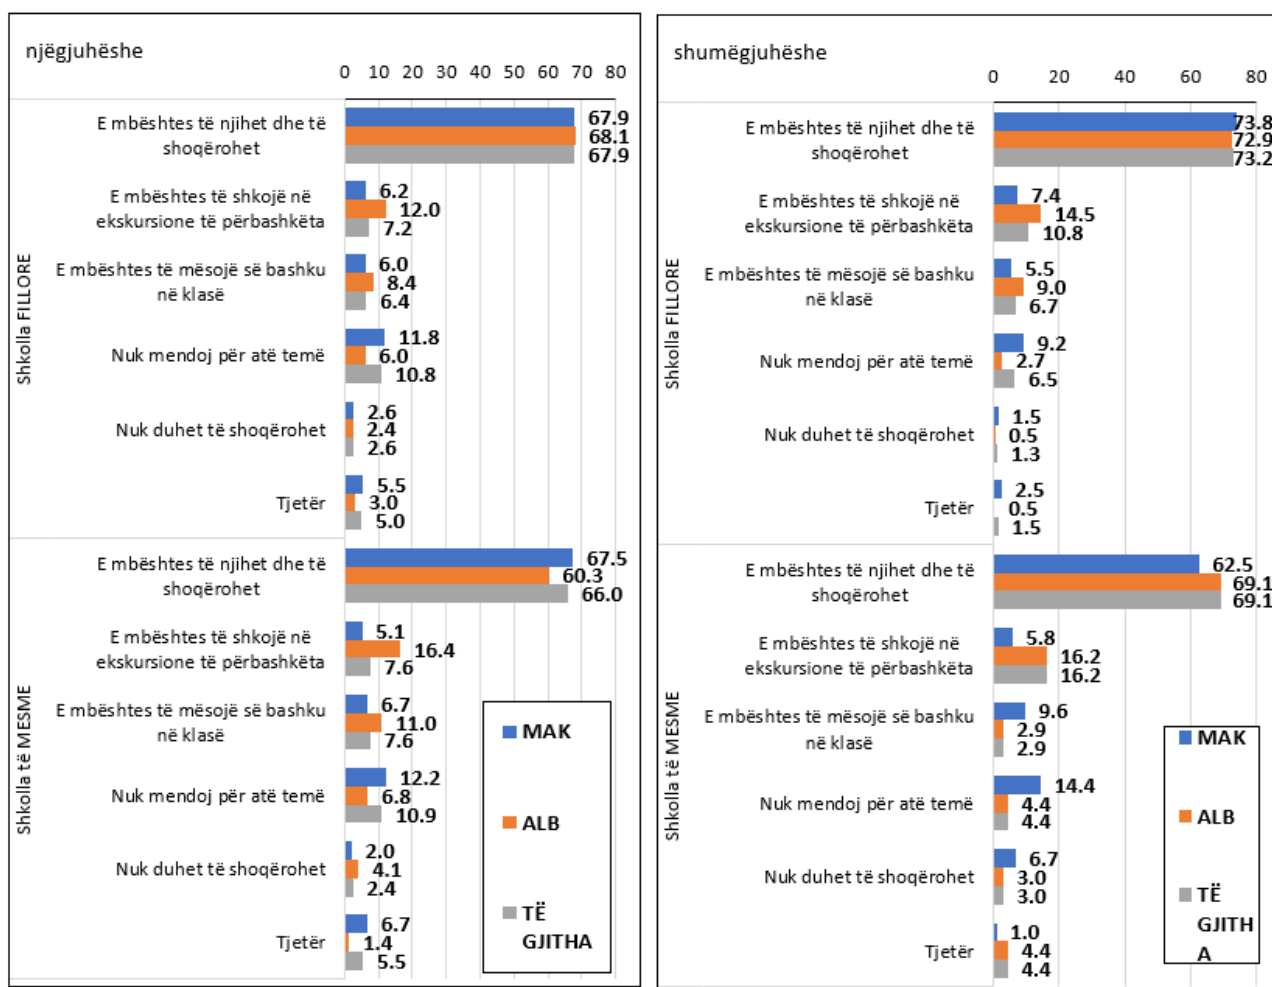 njëgjuhëshe
0 10 20 30 40 50 60 70 80
Shkolla FILLORE
E mbështes të njihet dhe të
shoqërohet
67.9
68.1
67.9
E mbështes të shkojë në
ekskursione të përbashkëta
6.2
12.0
7.2
E mbështes të mësojë së bashku
në klasë
6.0
8.4
6.4
Nuk mendoj për atë temë
11.8
6.0
10.8
Nuk duhet të shoqërohet
2.6
2.4
2.6
Tjetër
5.5
3.0
5.0
Shkolla të MESME
E mbështes të njihet dhe të
shoqërohet
67.5
60.3
66.0
E mbështes të shkojë në
ekskursione të përbashkëta
5.1
16.4
7.6
E mbështes të mësojë së bashku
në klasë
6.7
11.0
7.6
Nuk mendoj për atë temë
12.2
6.8
10.9
Nuk duhet të shoqërohet
2.0
4.1
2.4
Tjetër
6.7
1.4
5.5
MAK
ALB
TË
GJITHA
shumëgjuhëshe
0 20 40 60 80
Shkolla FILLORE
E mbështes të njihet dhe të
shoqërohet
73.8
72.9
73.2
E mbështes të shkojë në
ekskursione të përbashkëta
7.4
14.5
10.8
E mbështes të mësojë së bashku
në klasë
5.5
9.0
6.7
Nuk mendoj për atë temë
9.2
2.7
6.5
Nuk duhet të shoqërohet
1.5
0.5
1.3
Tjetër
2.5
0.5
1.5
Shkolla të MESME
E mbështes të njihet dhe të
shoqërohet
62.5
69.1
69.1
E mbështes të shkojë në
ekskursione të përbashkëta
5.8
16.2
16.2
E mbështes të mësojë së bashku
në klasë
9.6
2.9
2.9
Nuk mendoj për atë temë
14.4
4.4
4.4
Nuk duhet të shoqërohet
6.7
3.0
3.0
Tjetër
1.0
4.4
4.4
MAK
ALB
TË
GJITH
A